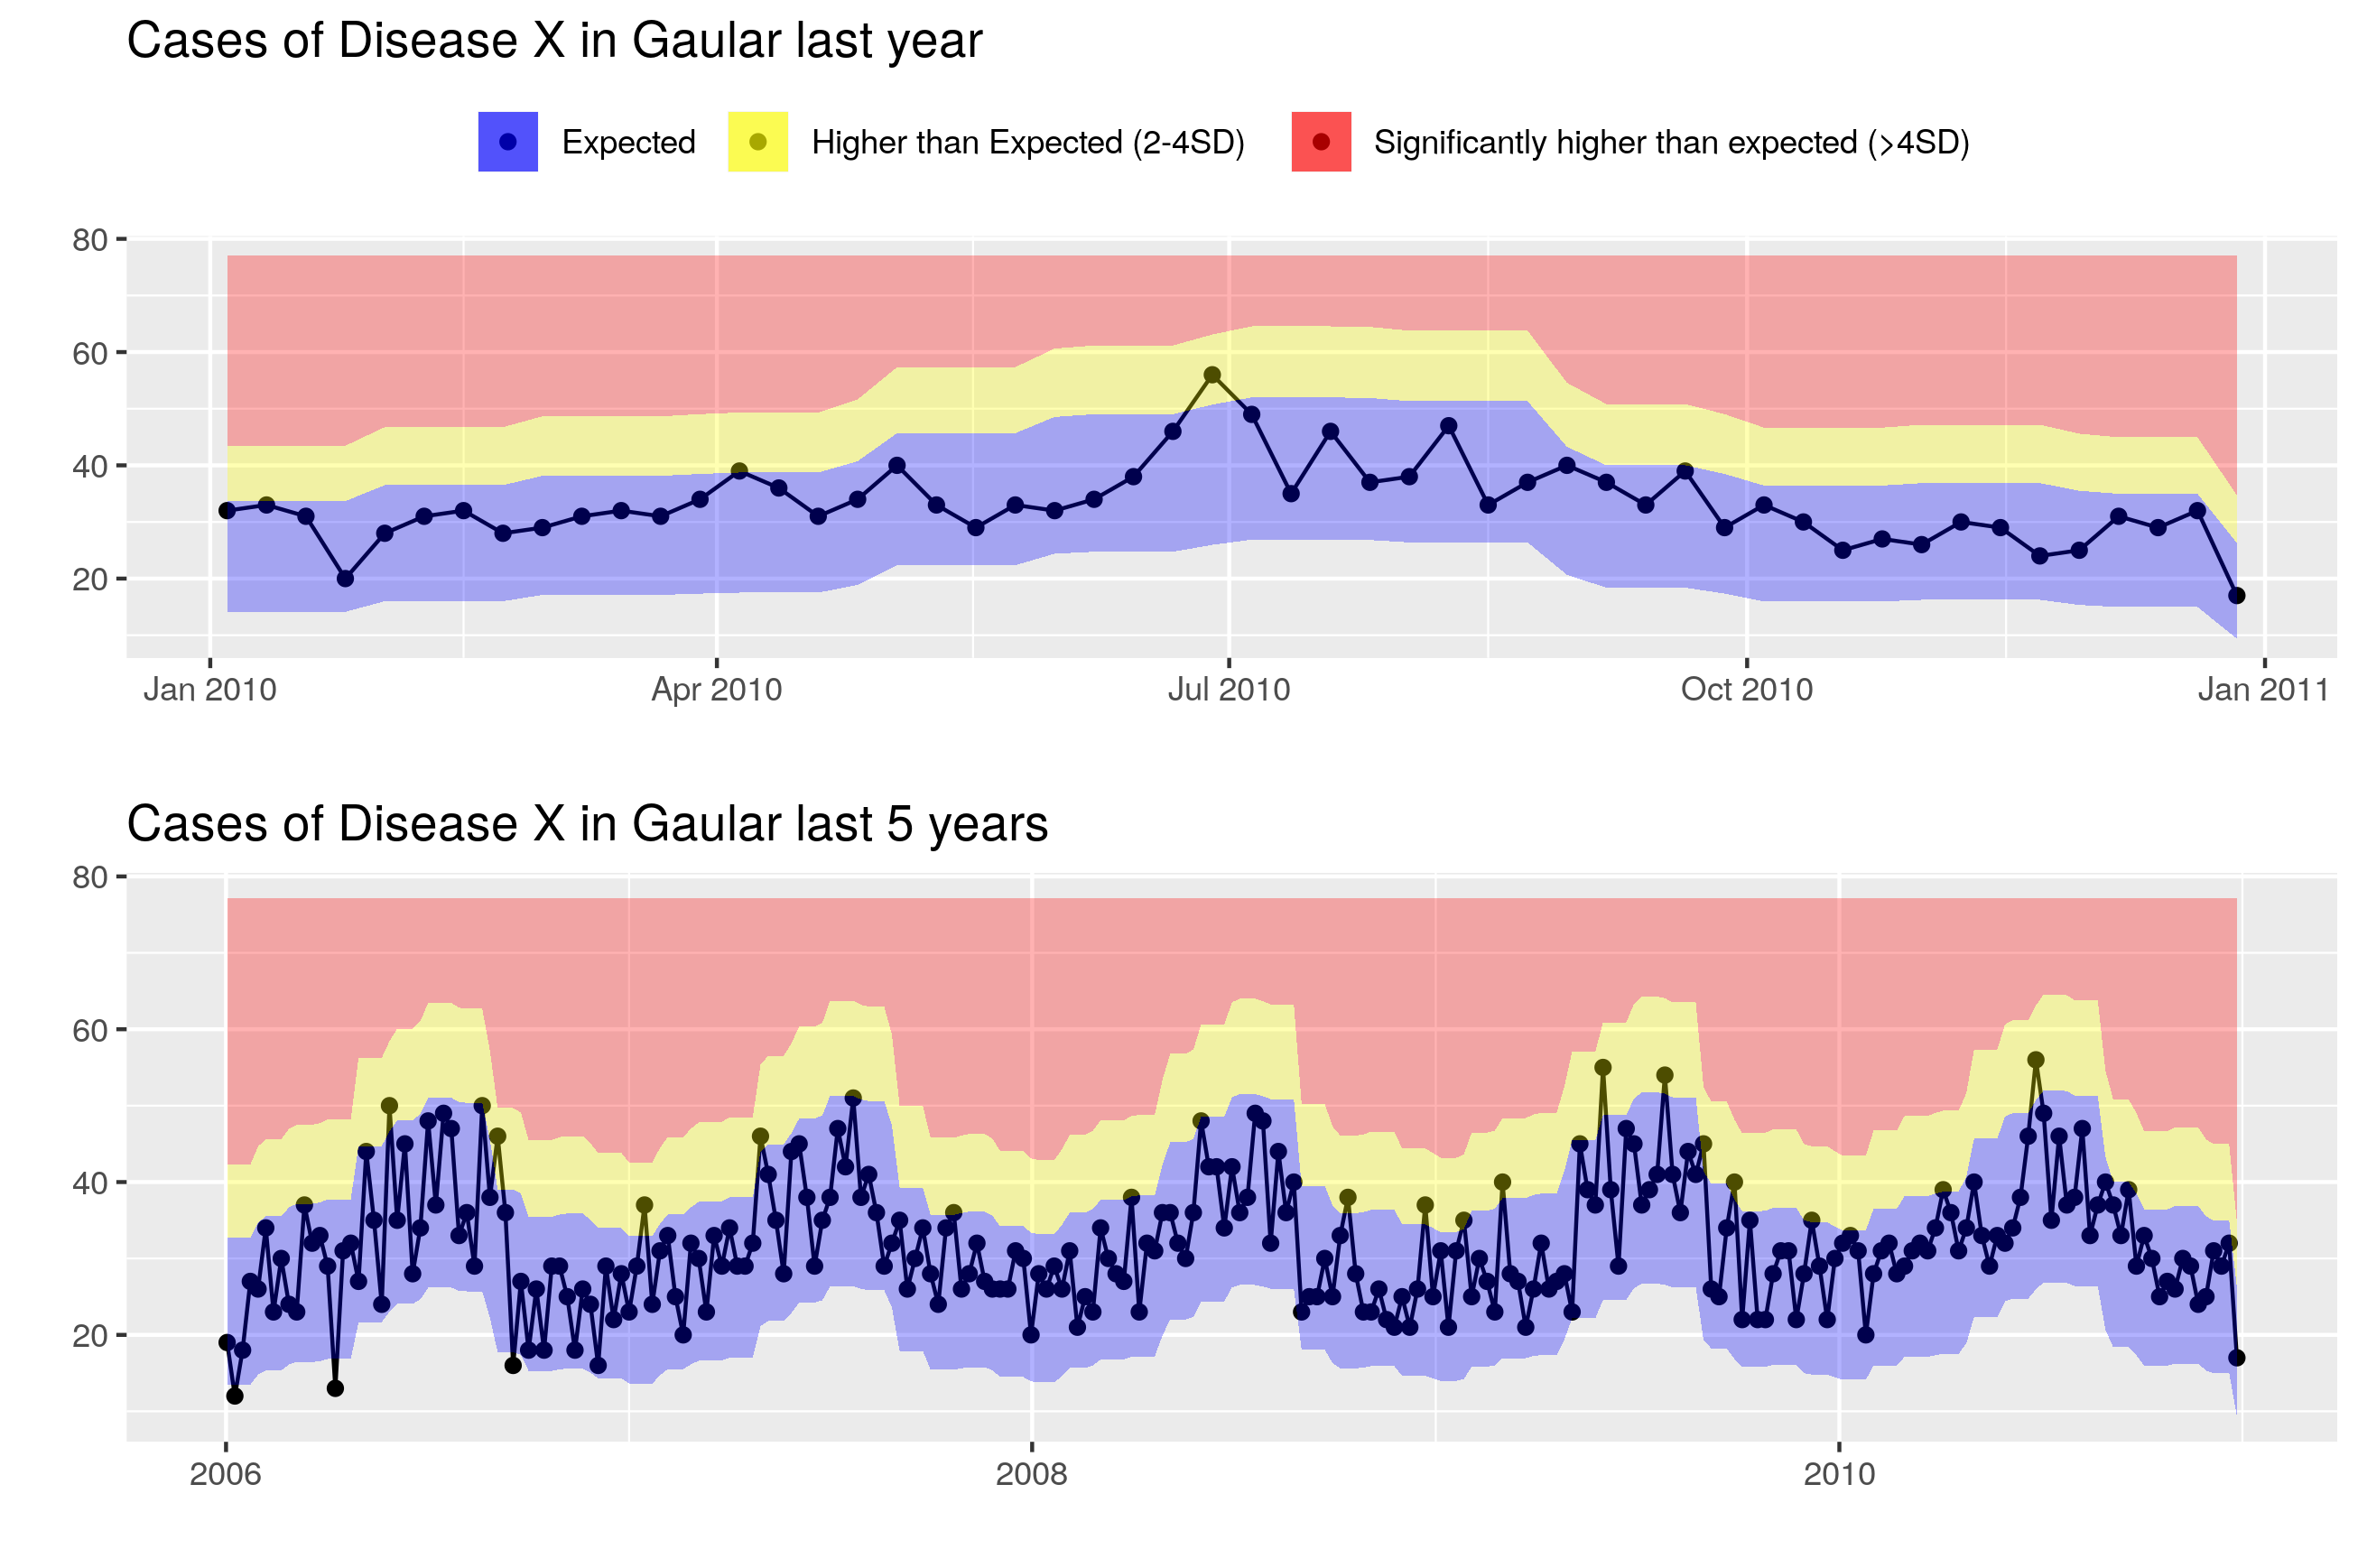 Cases of Disease X in Gaular last year
Expected Higher than Expected (2-4SD) Significantly higher than expected (>4SD)
80
60
40
20
Jan 2010 Apr 2010 Jul 2010 Oct 2010 Jan 2011
Cases of Disease X in Gaular last 5 years
80
60
40
20
2006 2008 2010